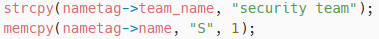 strcpy(nametag->team_name, "security team");
memcpy(nametag->name, "S", 1);